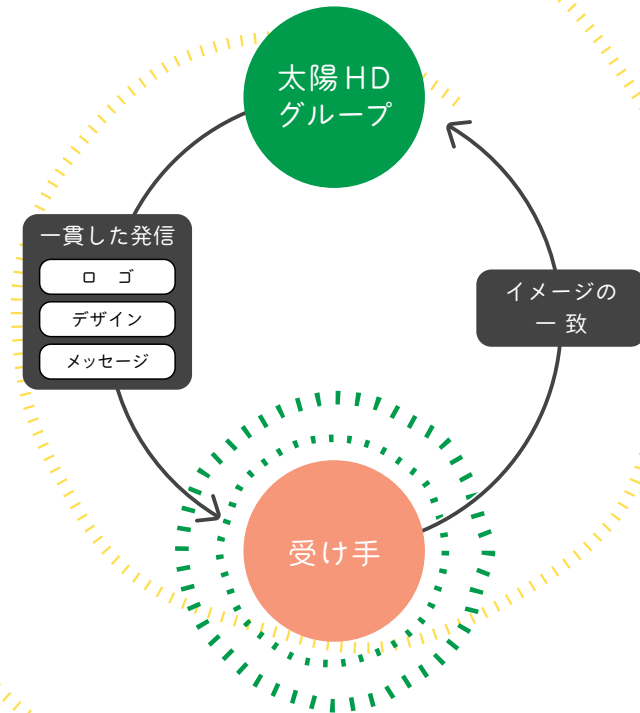 太陽HD
グループ
一貫した発信
ロゴ
デザイン
メッセージ
イメージの
一致
受け手